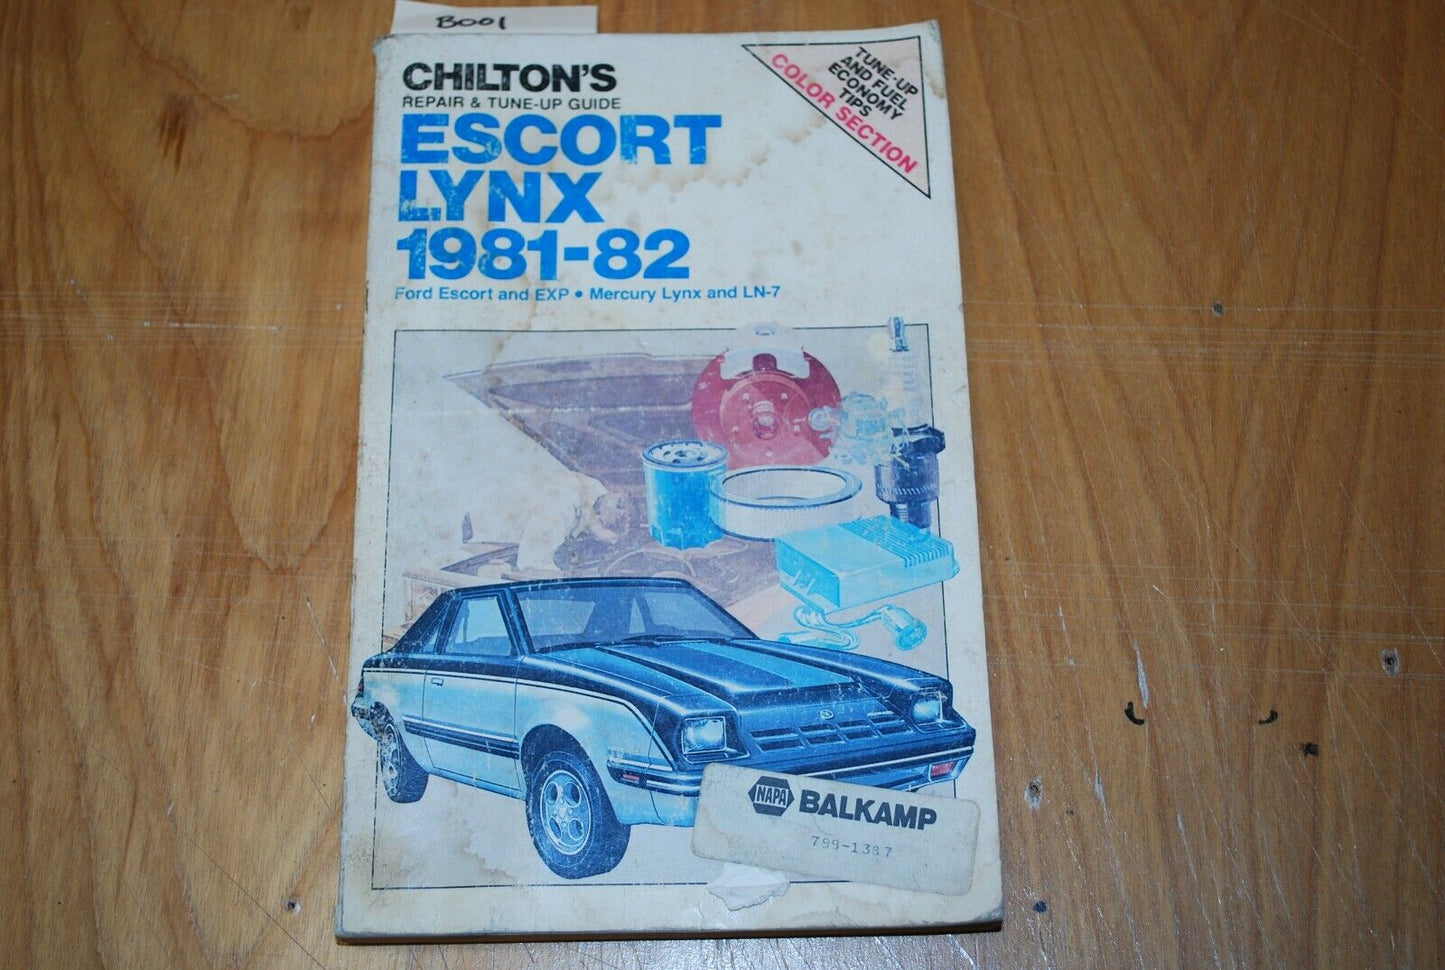 B001
CHILTON'S
REPAIR & TUNE-UP GUIDE
ESCORT
LYNX
1981-82
Ford Escort and EXP • Mercury Lynx and LN-7
TUNE-UP
AND FUEL
ECONOMY
TIPS
COLOR SECTION
NAPA BALKAMP
799-1387